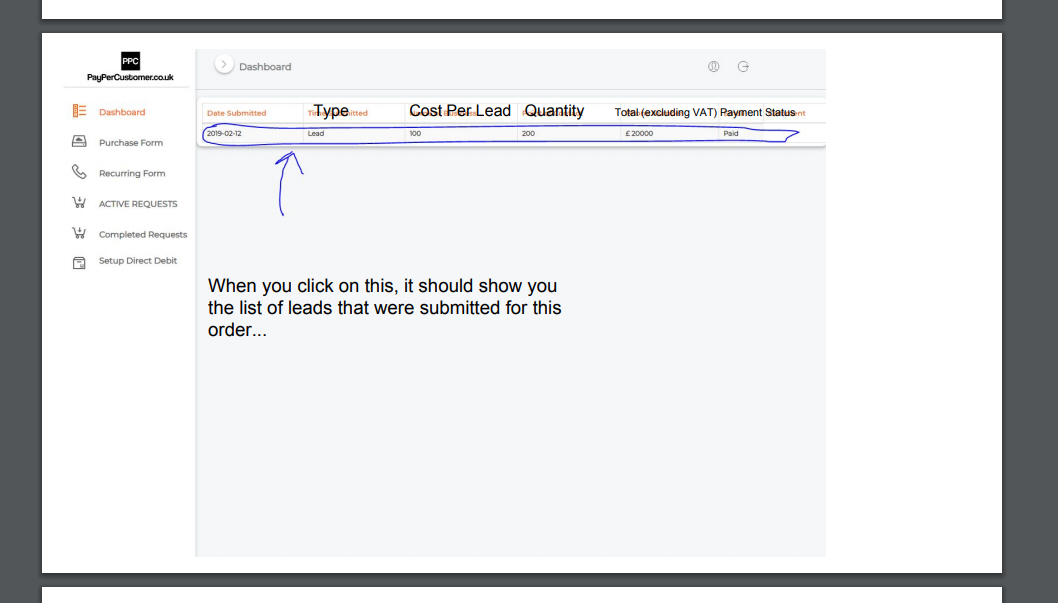 PPC
PayPerCustomer.co.uk
Dashboard
Dashboard
Purchase Form
Recurring Form
ACTIVE REQUESTS
Completed Requests
Setup Direct Debit
Date Submitted Type Cost Per Lead Quantity Total (excluding VAT) Payment Status
2019-02-12 Lead 100 200 £ 20000 Paid
When you click on this, it should show you
the list of leads that were submitted for this
order...